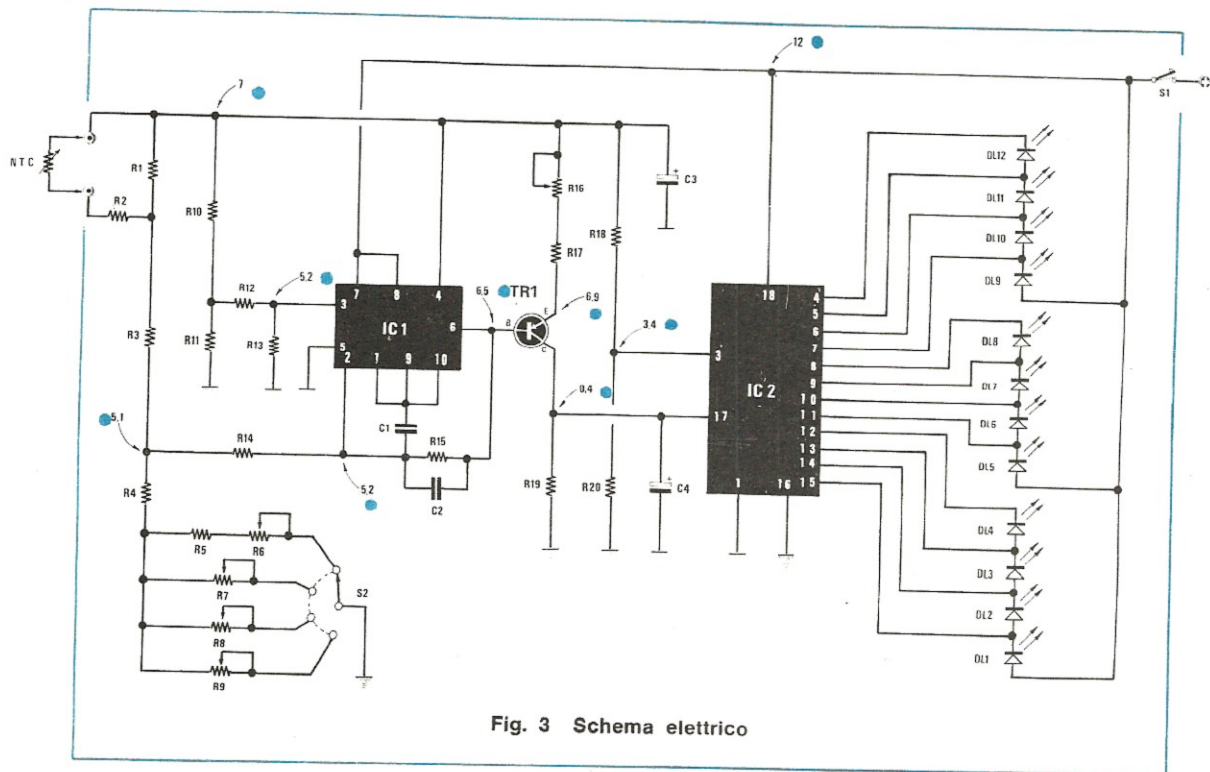 12
S1
7
NTC
R1
R2
R10
R16
C3
DL12
DL11
DL10
DL9
R18
R17
R12
5,2
7 8 4
3
IC1
6
5
2 1 9 10
6,5
TR1
B
E
C
6,9
3,4
0,4
R3
R11
R13
18
3
IC 2
17
1 16
4
5
6
7
8
9
10
11
12
13
14
15
DL8
DL7
DL6
DL5
C1
R15
5,1
R14
5,2
C2
R19
R20
C4
R4
DL4
DL3
DL2
DL1
R5
R6
R7
S2
R8
R9
Fig. 3 Schema elettrico